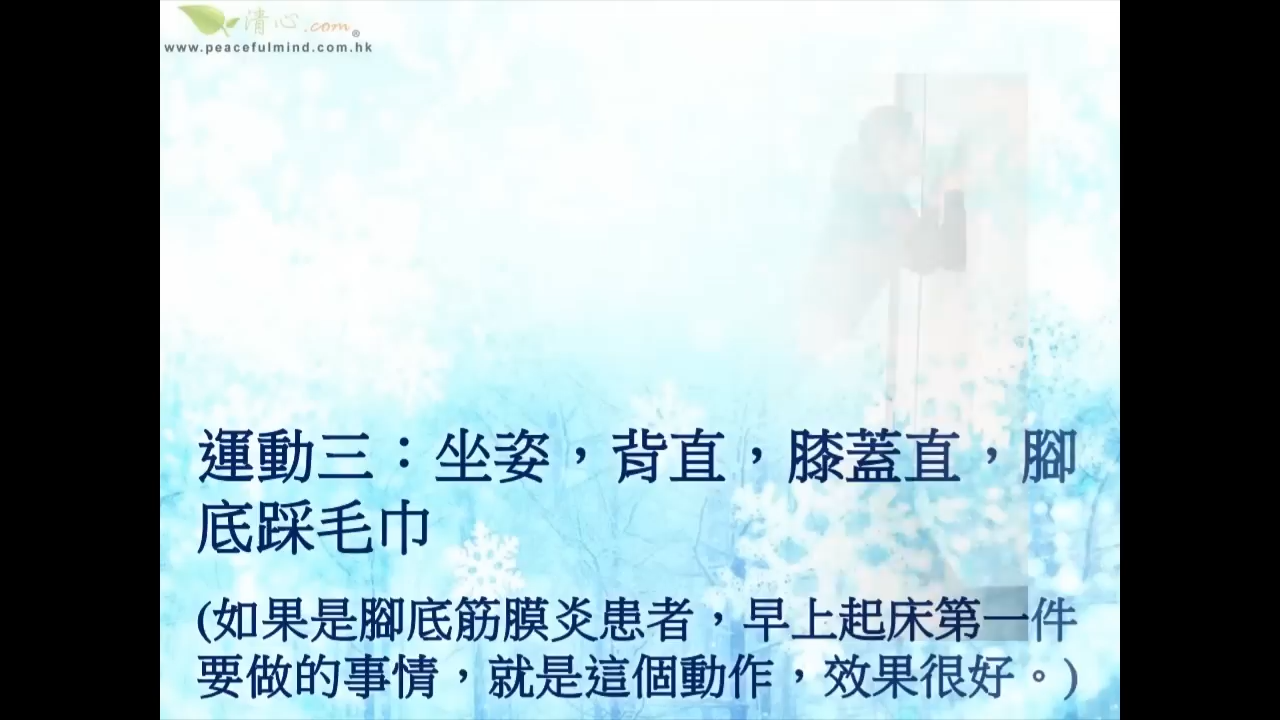 清心.com®
www.peacefulmind.com.hk
運動三：坐姿，背直，膝蓋直，腳
底踩毛巾
(如果是腳底筋膜炎患者，早上起床第一件
要做的事情，就是這個動作，效果很好。)